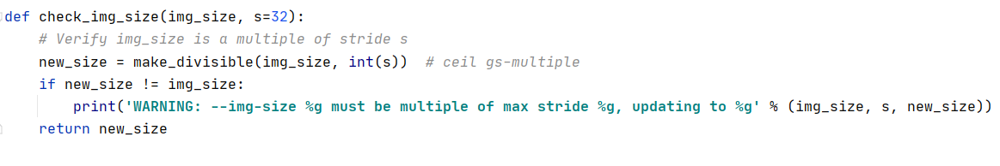 def check_img_size(img_size, s=32):
    # Verify img_size is a multiple of stride s
    new_size = make_divisible(img_size, int(s))  # ceil gs-multiple
    if new_size != img_size:
        print('WARNING: --img-size %g must be multiple of max stride %g, updating to %g' % (img_size, s, new_size))
    return new_size